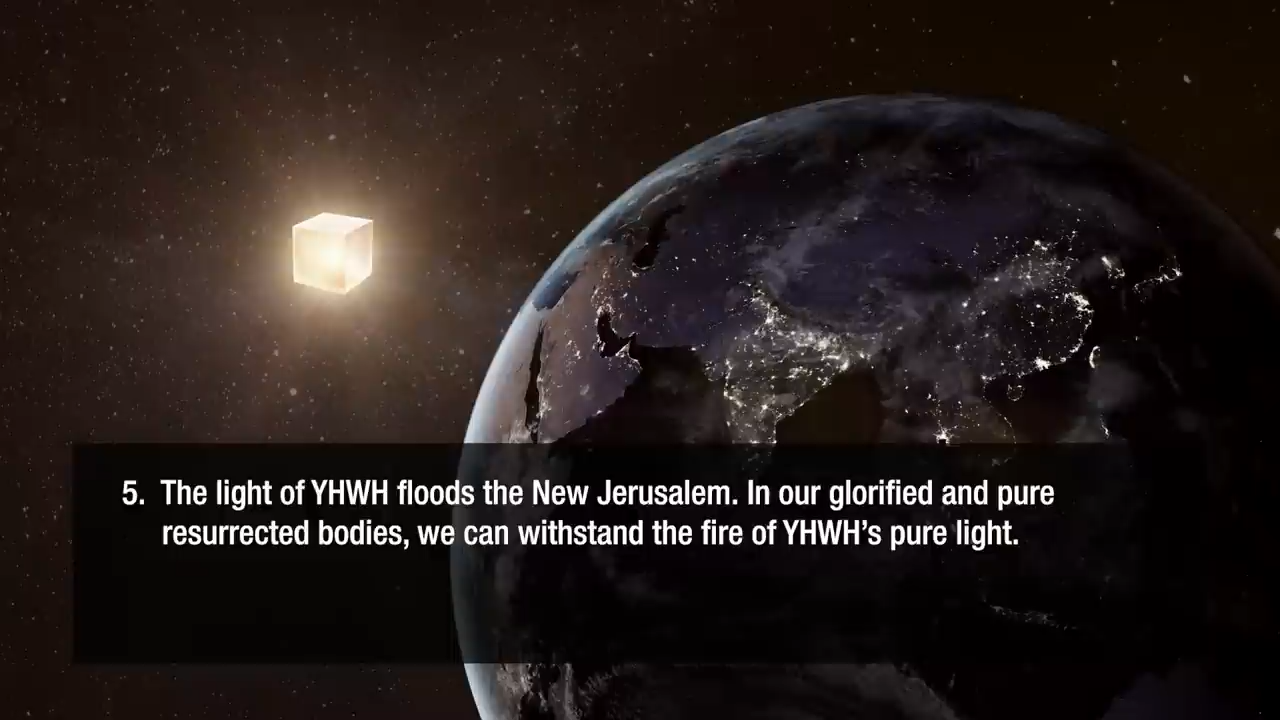 5. The light of YHWH floods the New Jerusalem. In our glorified and pure
resurrected bodies, we can withstand the fire of YHWH’s pure light.